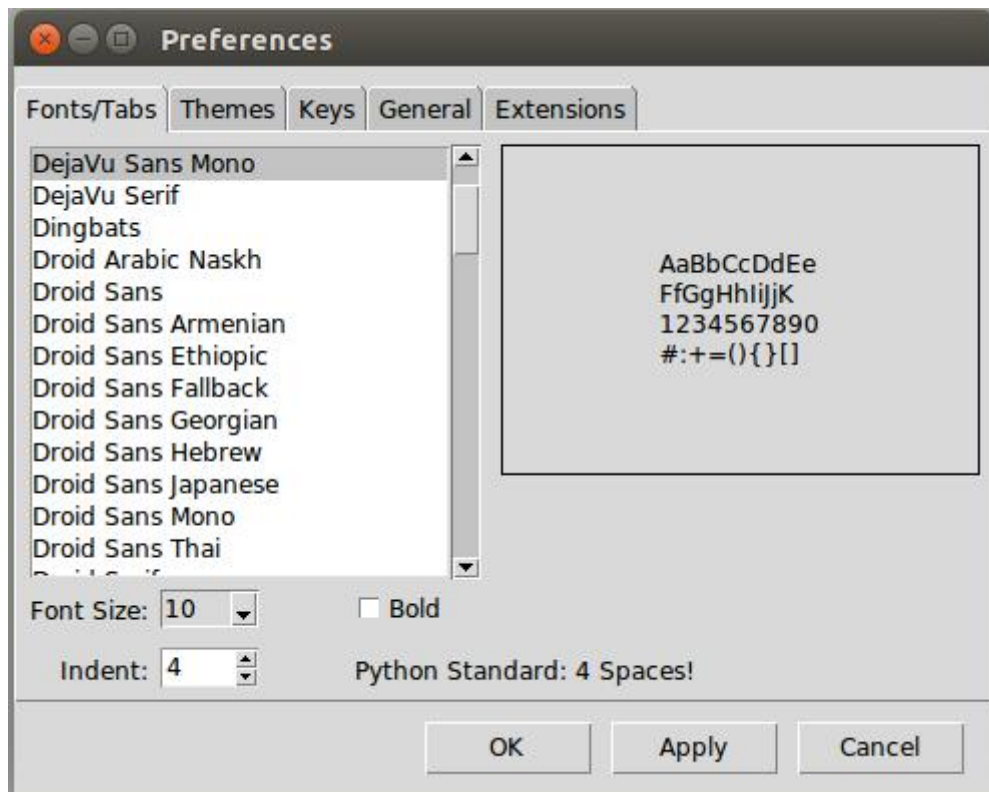 Preferences
Fonts/Tabs Themes Keys General Extensions
DejaVu Sans Mono
DejaVu Serif
Dingbats
Droid Arabic Naskh
Droid Sans
Droid Sans Armenian
Droid Sans Ethiopic
Droid Sans Fallback
Droid Sans Georgian
Droid Sans Hebrew
Droid Sans Japanese
Droid Sans Mono
Droid Sans Thai
AaBbCcDdEe
FfGgHhIiJjK
1234567890
#:+=(){}[]
Font Size: 10 Bold
Indent: 4 Python Standard: 4 Spaces!
OK Apply Cancel